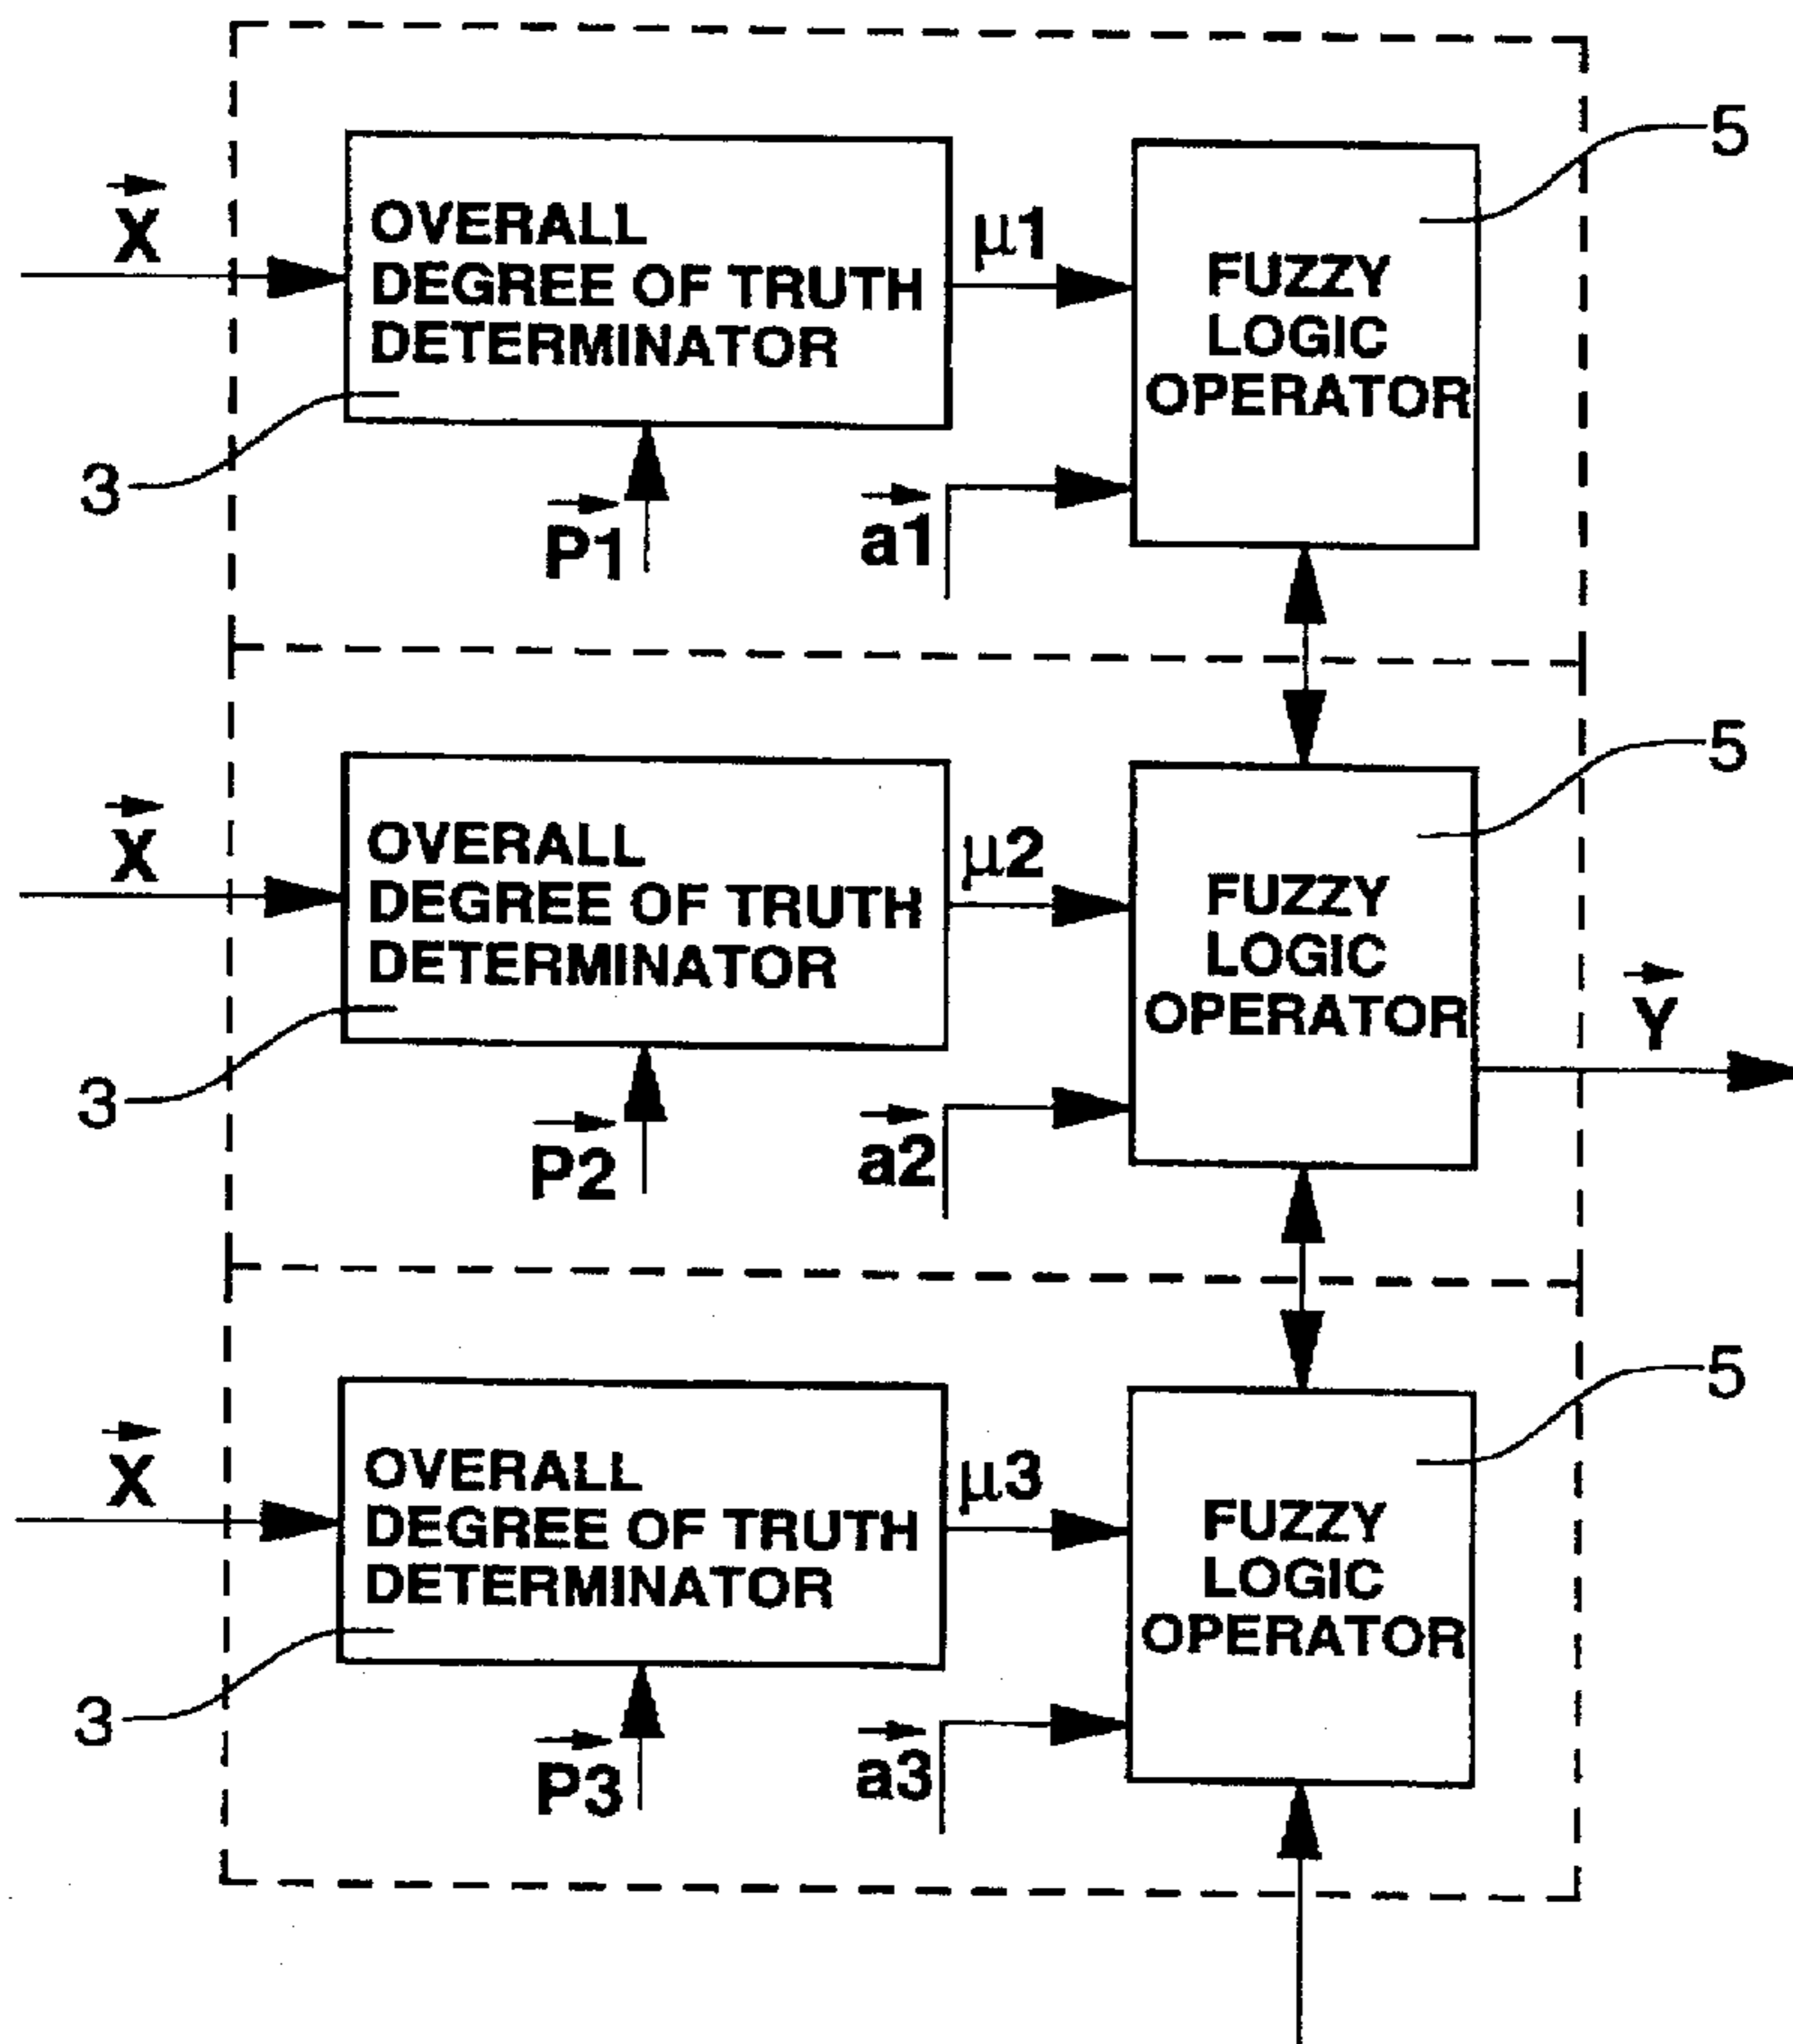 5
X
OVERALL
DEGREE OF TRUTH
DETERMINATOR
µ1
FUZZY
LOGIC
OPERATOR
3
P1
a1
5
X
OVERALL
DEGREE OF TRUTH
DETERMINATOR
µ2
FUZZY
LOGIC
OPERATOR
Y
3
P2
a2
5
X
OVERALL
DEGREE OF TRUTH
DETERMINATOR
µ3
FUZZY
LOGIC
OPERATOR
3
P3
a3